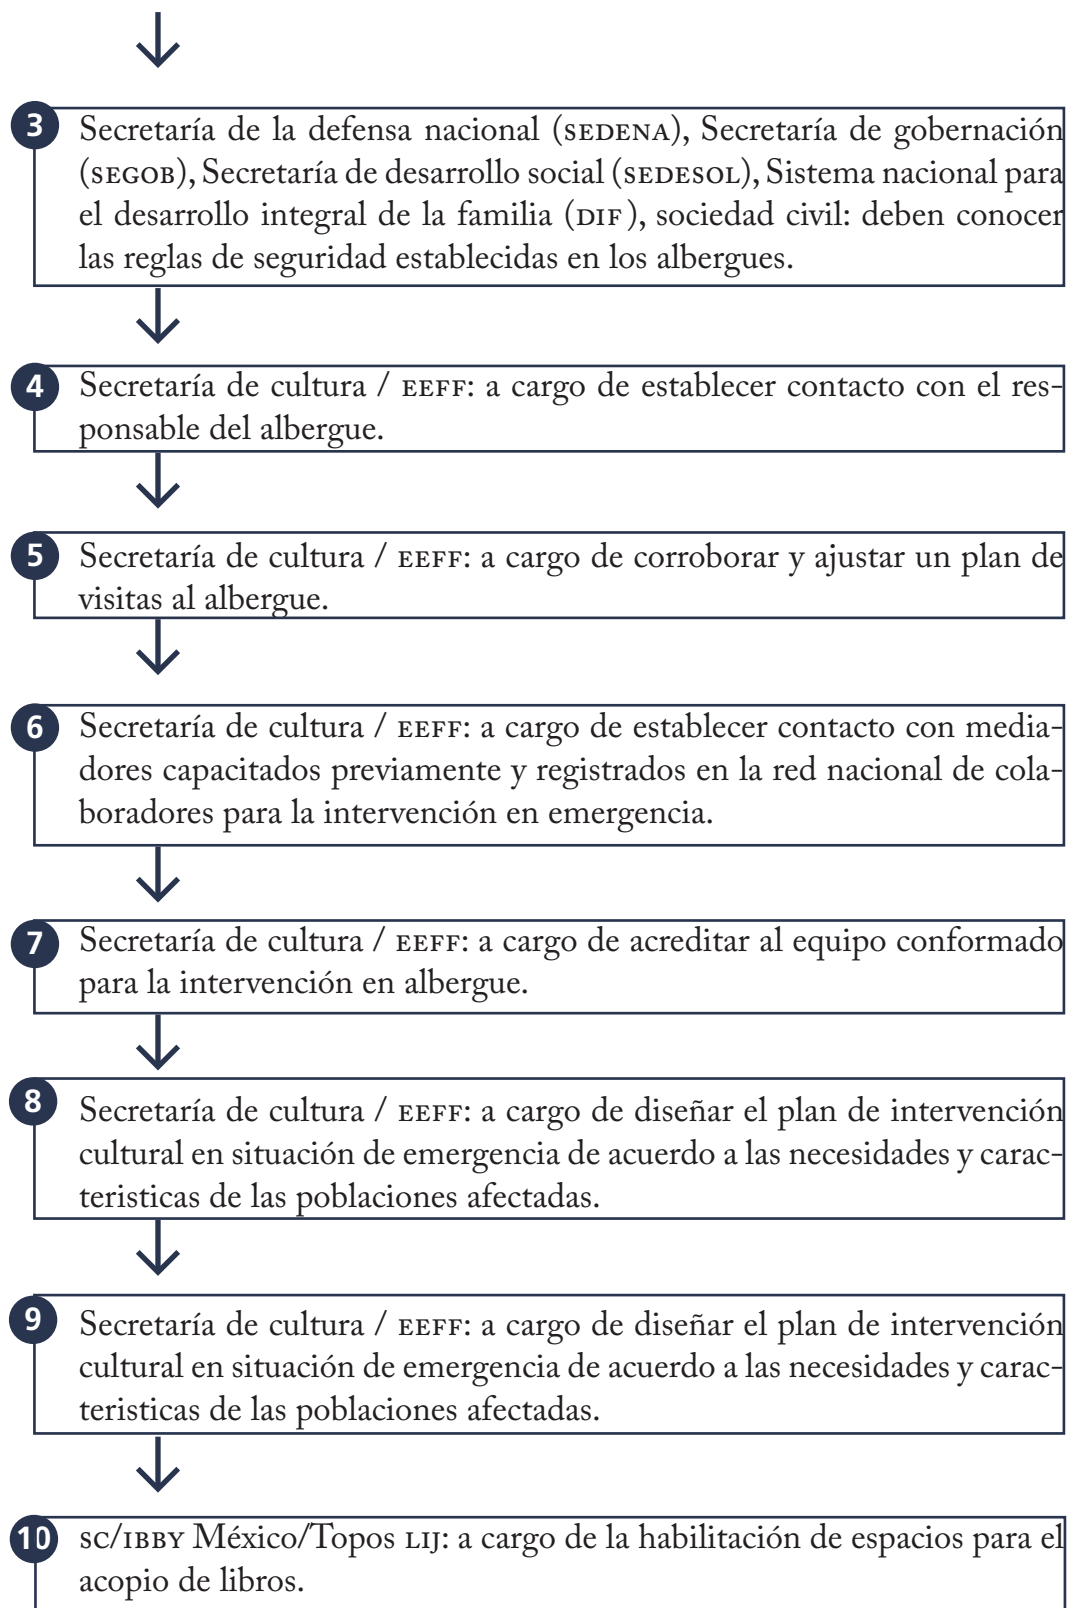 3
Secretaría de la defensa nacional (SEDENA), Secretaría de gobernación
(SEGOB), Secretaría de desarrollo social (SEDESOL), Sistema nacional para
el desarrollo integral de la familia (DIF), sociedad civil: deben conocer
las reglas de seguridad establecidas en los albergues.
4
Secretaría de cultura / EEFF: a cargo de establecer contacto con el res-
ponsable del albergue.
5
Secretaría de cultura / EEFF: a cargo de corroborar y ajustar un plan de
visitas al albergue.
6
Secretaría de cultura / EEFF: a cargo de establecer contacto con media-
dores capacitados previamente y registrados en la red nacional de cola-
boradores para la intervención en emergencia.
7
Secretaría de cultura / EEFF: a cargo de acreditar al equipo conformado
para la intervención en albergue.
8
Secretaría de cultura / EEFF: a cargo de diseñar el plan de intervención
cultural en situación de emergencia de acuerdo a las necesidades y carac-
teristicas de las poblaciones afectadas.
9
Secretaría de cultura / EEFF: a cargo de diseñar el plan de intervención
cultural en situación de emergencia de acuerdo a las necesidades y carac-
teristicas de las poblaciones afectadas.
10
SC/IBBY México/Topos LIJ: a cargo de la habilitación de espacios para el
acopio de libros.